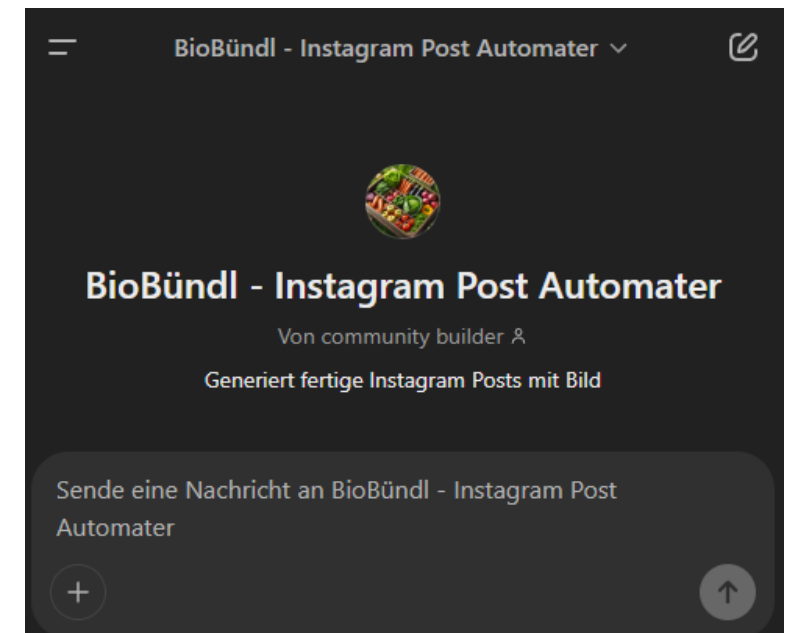 BioBündl - Instagram Post Automater
BioBündl - Instagram Post Automater
Von community builder
Generiert fertige Instagram Posts mit Bild
Sende eine Nachricht an BioBündl - Instagram Post
Automater